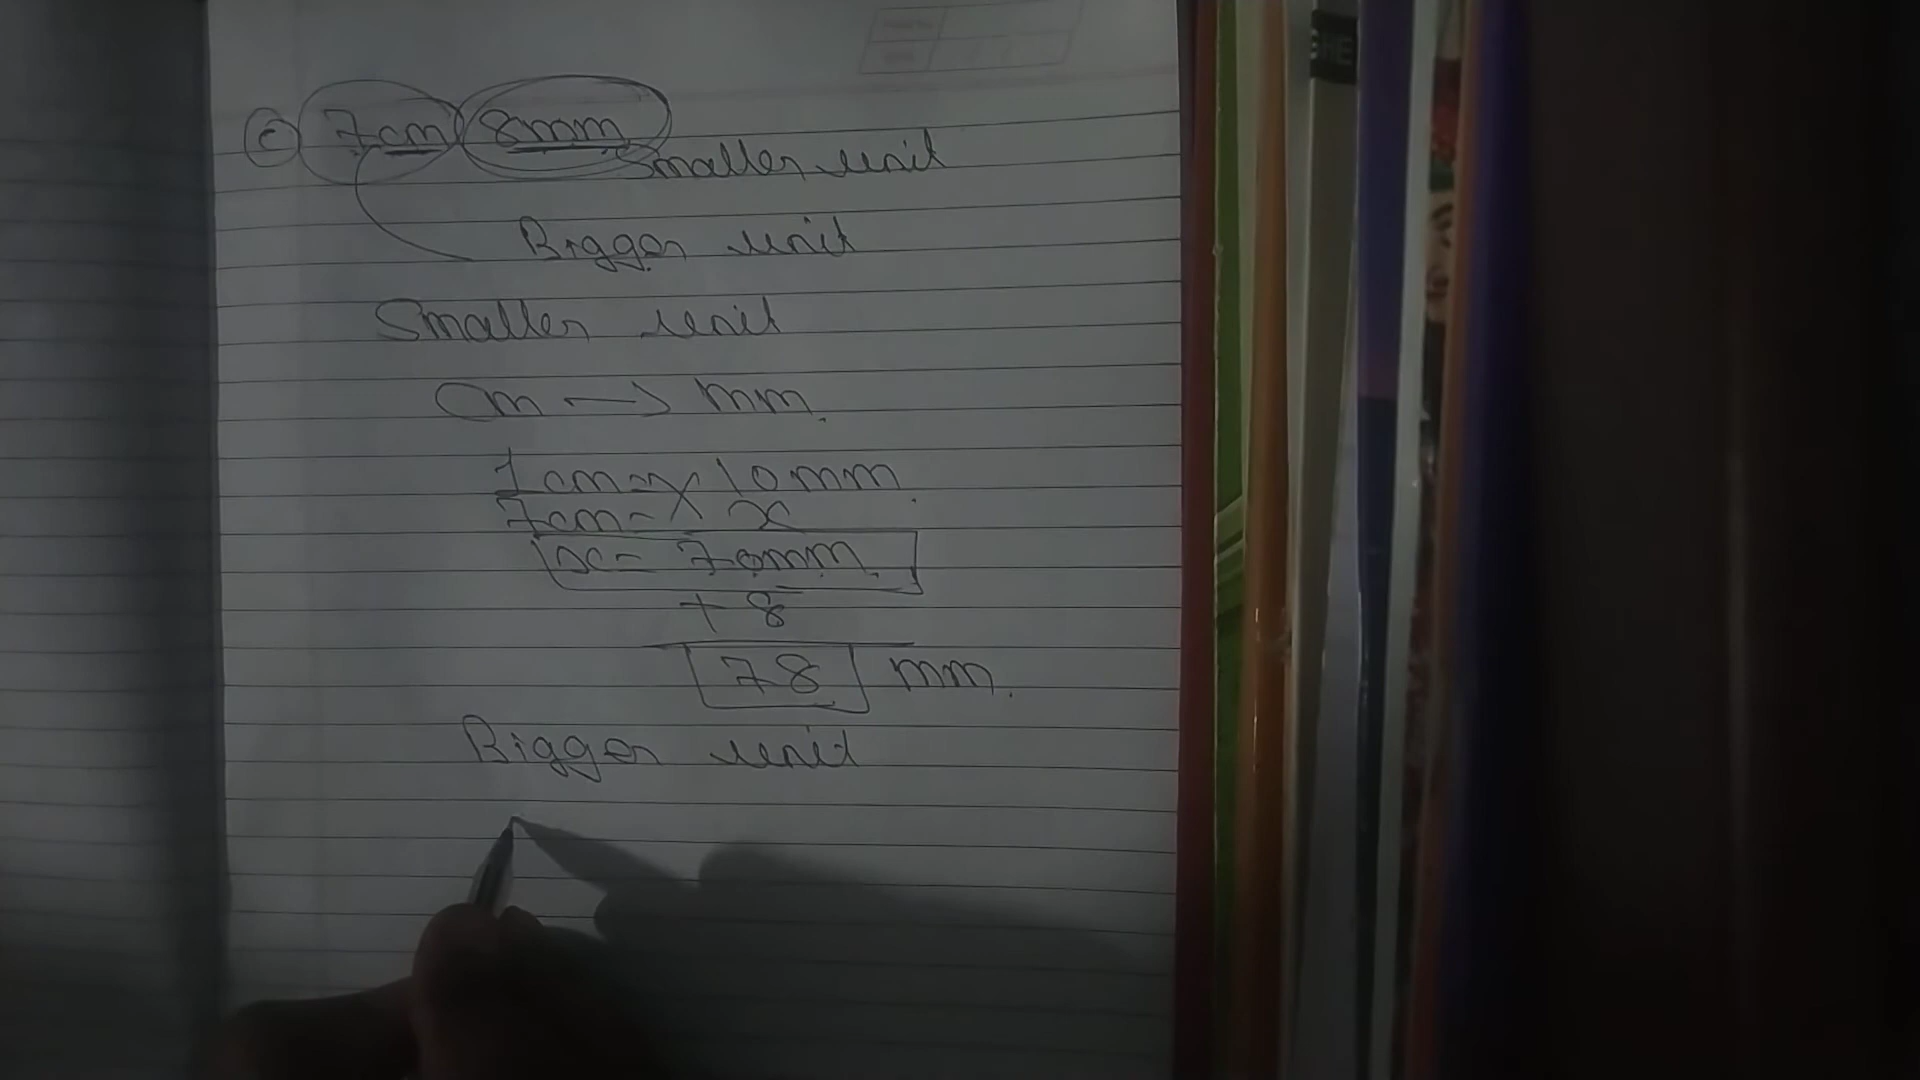 c 7cm 8mm
Smaller unit
Bigger unit
Smaller unit
cm → mm.
1cm = 10mm.
7cm = x
x = 70mm.
+ 8
78 mm.
Bigger unit